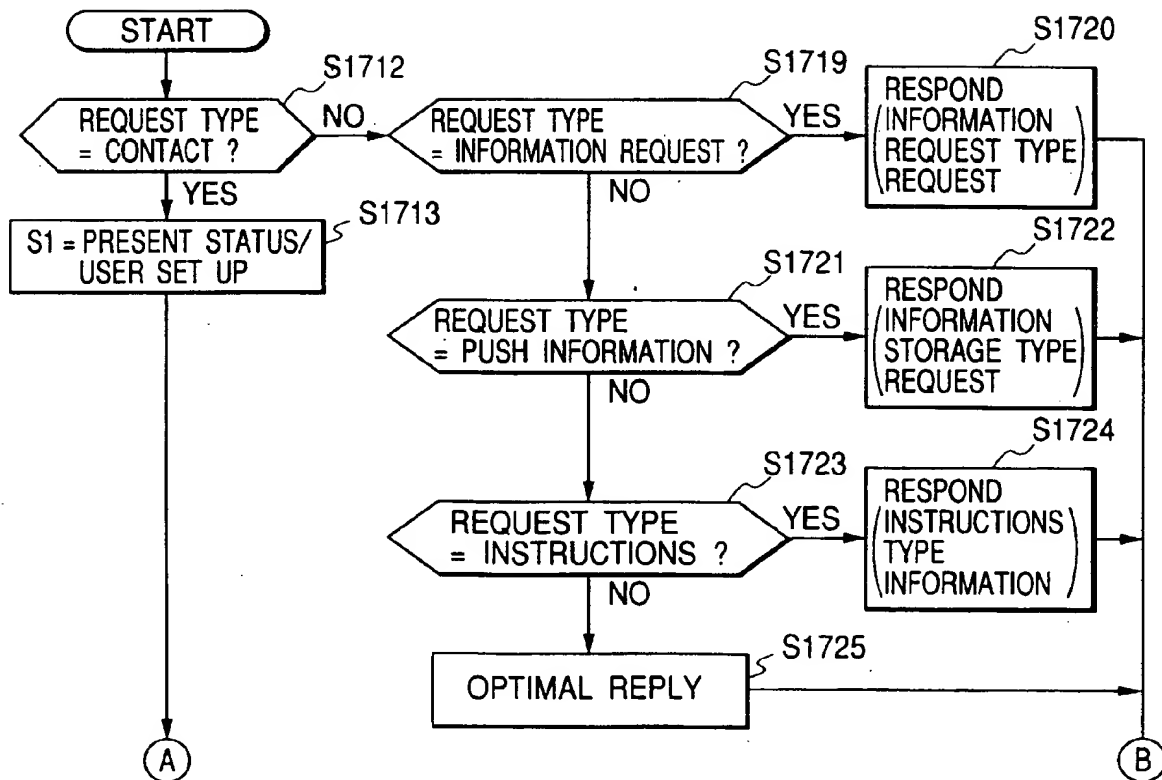 START
S1712
REQUEST TYPE
= CONTACT ?
NO
YES
S1713
S1 = PRESENT STATUS/
USER SET UP
S1719
REQUEST TYPE
= INFORMATION REQUEST ?
YES
NO
S1720
RESPOND
(INFORMATION
REQUEST TYPE
REQUEST)
S1721
REQUEST TYPE
= PUSH INFORMATION ?
YES
NO
S1722
RESPOND
(INFORMATION
STORAGE TYPE
REQUEST)
S1723
REQUEST TYPE
= INSTRUCTIONS ?
YES
NO
S1724
RESPOND
(INSTRUCTIONS
TYPE
INFORMATION)
S1725
OPTIMAL REPLY
A
B